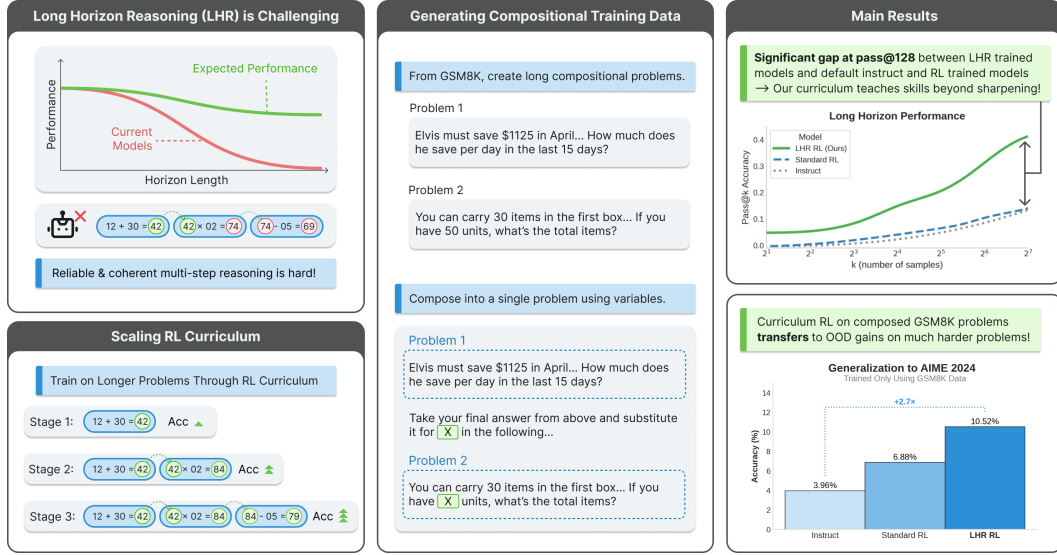 Long Horizon Reasoning (LHR) is Challenging
Performance
Expected Performance
Current
Models
Horizon Length
12 + 30 = 42
42 × 02 = 74
74 - 05 = 69
Reliable & coherent multi-step reasoning is hard!
Scaling RL Curriculum
Train on Longer Problems Through RL Curriculum
Stage 1: 12 + 30 = 42 Acc
Stage 2: 12 + 30 = 42 42 × 02 = 84 Acc
Stage 3: 12 + 30 = 42 42 × 02 = 84 84 - 05 = 79 Acc
Generating Compositional Training Data
From GSM8K, create long compositional problems.
Problem 1
Elvis must save $1125 in April... How much does
he save per day in the last 15 days?
Problem 2
You can carry 30 items in the first box... If you
have 50 units, what's the total items?
Compose into a single problem using variables.
Problem 1
Elvis must save $1125 in April... How much does
he save per day in the last 15 days?
Take your final answer from above and substitute
it for X in the following...
Problem 2
You can carry 30 items in the first box... If you
have X units, what's the total items?
Main Results
Significant gap at pass@128 between LHR trained
models and default instruct and RL trained models
→ Our curriculum teaches skills beyond sharpening!
Long Horizon Performance
Pass@k Accuracy
0.4
0.3
0.2
0.1
0.0
Model
LHR RL (Ours)
Standard RL
Instruct
2^1 2^2 2^3 2^4 2^5 2^6 2^7
k (number of samples)
Curriculum RL on composed GSM8K problems
transfers to OOD gains on much harder problems!
Generalization to AIME 2024
Trained Only Using GSM8K Data
Accuracy (%)
14
12
10
8
6
4
2
0
+2.7×
3.96%
6.88%
10.52%
Instruct
Standard RL
LHR RL